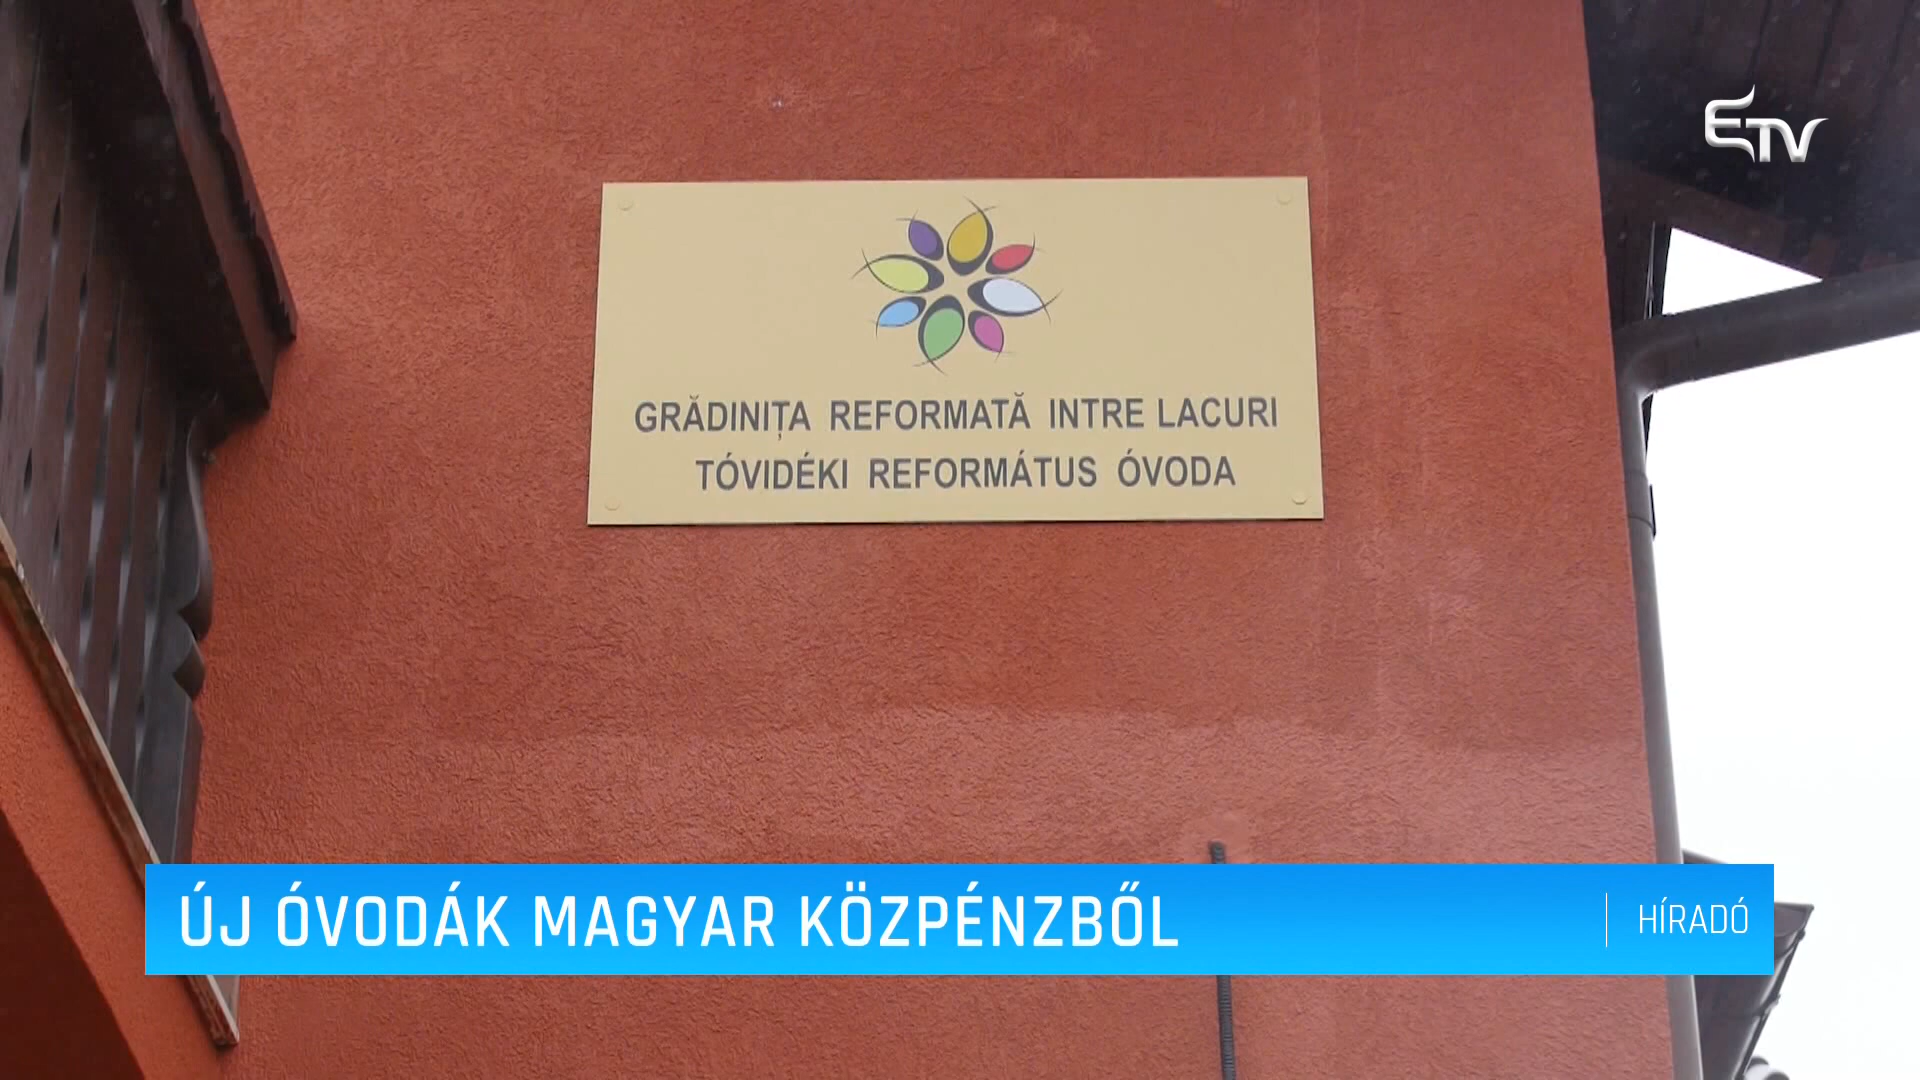 ETV
GRĂDINIȚA REFORMATĂ INTRE LACURI
TÓVIDÉKI REFORMÁTUS ÓVODA
ÚJ ÓVODÁK MAGYAR KÖZPÉNZBŐL
HÍRADÓ